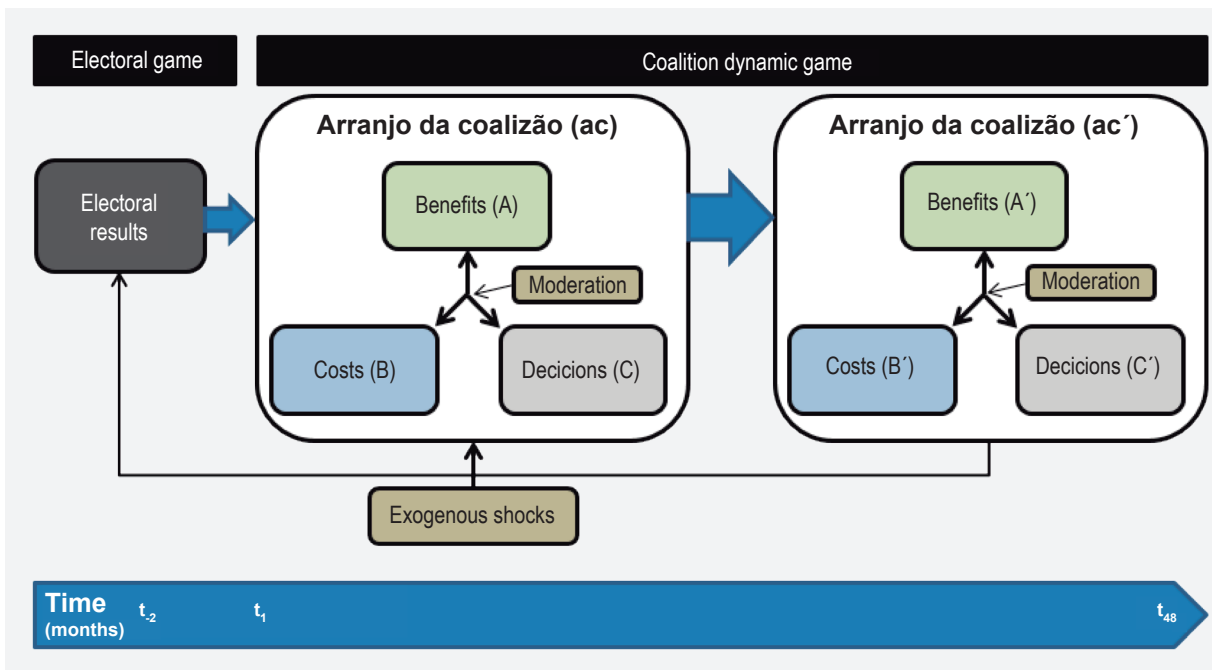 Electoral game
Coalition dynamic game
Electoral
results
Arranjo da coalizão (ac)
Benefits (A)
Moderation
Costs (B)
Decicions (C)
Arranjo da coalizão (ac´)
Benefits (A´)
Moderation
Costs (B´)
Decicions (C´)
Exogenous shocks
Time
(months)
t-2
t1
t48